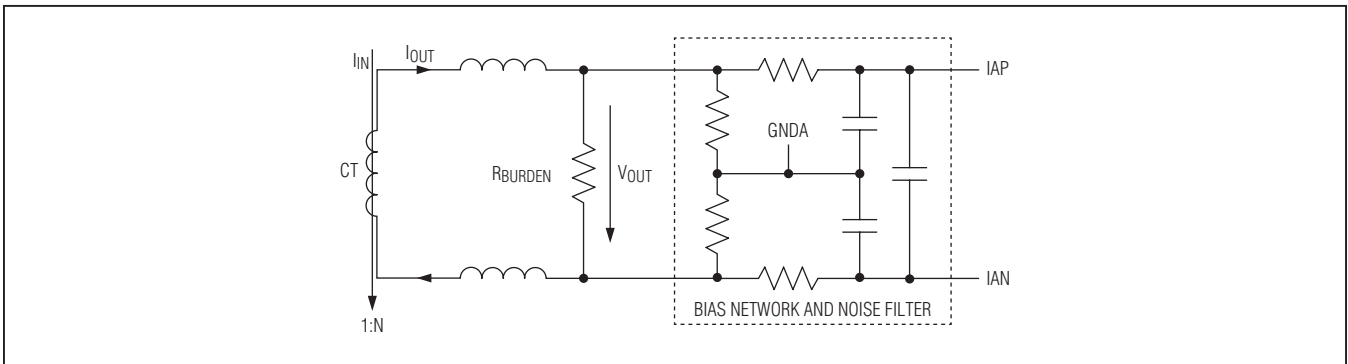 IIN
IOUT
IAP
GNDA
CT
RBURDEN
VOUT
IAN
BIAS NETWORK AND NOISE FILTER
1:N